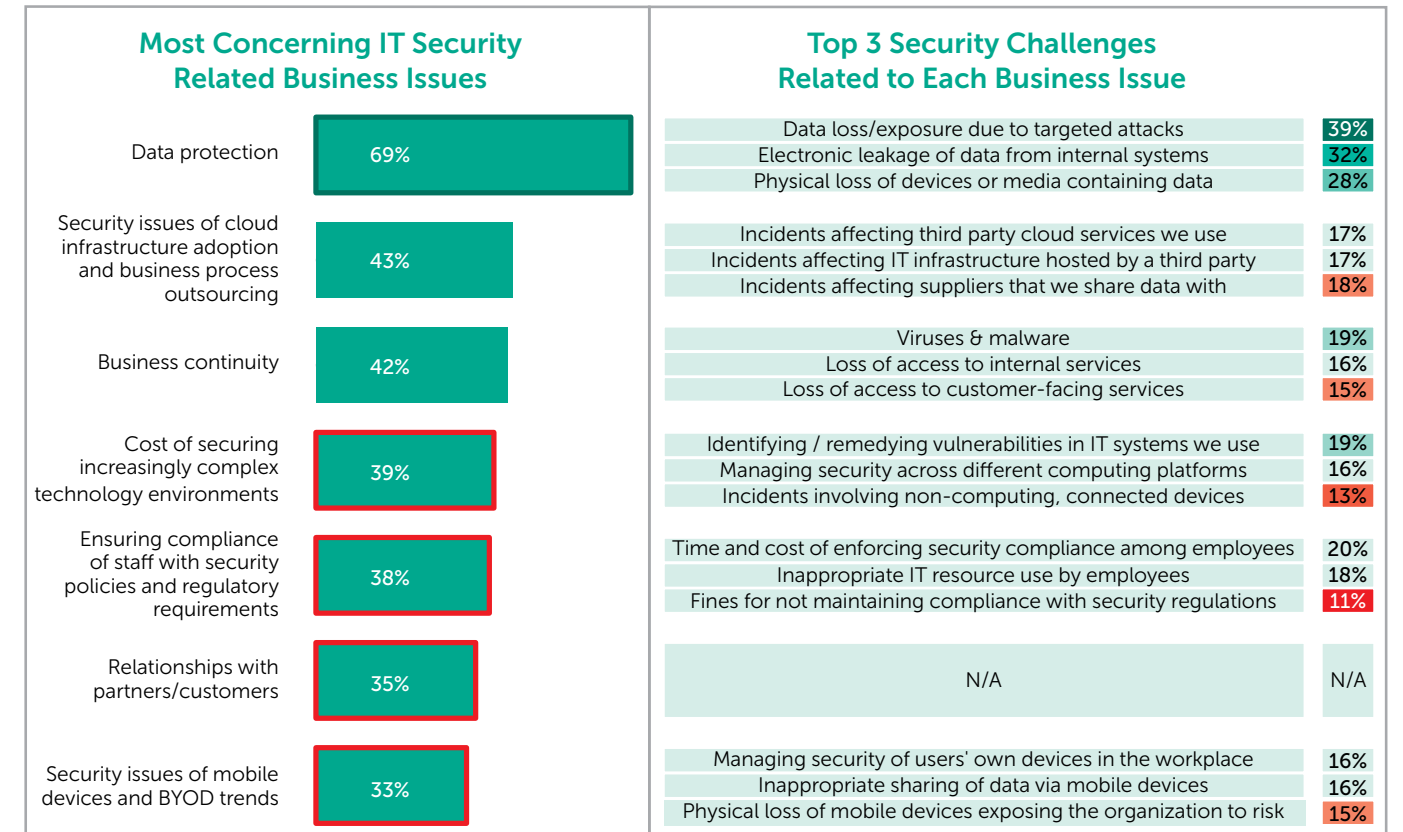 Most Concerning IT Security
Related Business Issues
Top 3 Security Challenges
Related to Each Business Issue
Data protection
69%
Data loss/exposure due to targeted attacks
39%
Electronic leakage of data from internal systems
32%
Physical loss of devices or media containing data
28%
Security issues of cloud
infrastructure adoption
and business process
outsourcing
43%
Incidents affecting third party cloud services we use
17%
Incidents affecting IT infrastructure hosted by a third party
17%
Incidents affecting suppliers that we share data with
18%
Business continuity
42%
Viruses & malware
19%
Loss of access to internal services
16%
Loss of access to customer-facing services
15%
Cost of securing
increasingly complex
technology environments
39%
Identifying / remedying vulnerabilities in IT systems we use
19%
Managing security across different computing platforms
16%
Incidents involving non-computing, connected devices
13%
Ensuring compliance
of staff with security
policies and regulatory
requirements
38%
Time and cost of enforcing security compliance among employees
20%
Inappropriate IT resource use by employees
18%
Fines for not maintaining compliance with security regulations
11%
Relationships with
partners/customers
35%
N/A
N/A
Security issues of mobile
devices and BYOD trends
33%
Managing security of users' own devices in the workplace
16%
Inappropriate sharing of data via mobile devices
16%
Physical loss of mobile devices exposing the organization to risk
15%